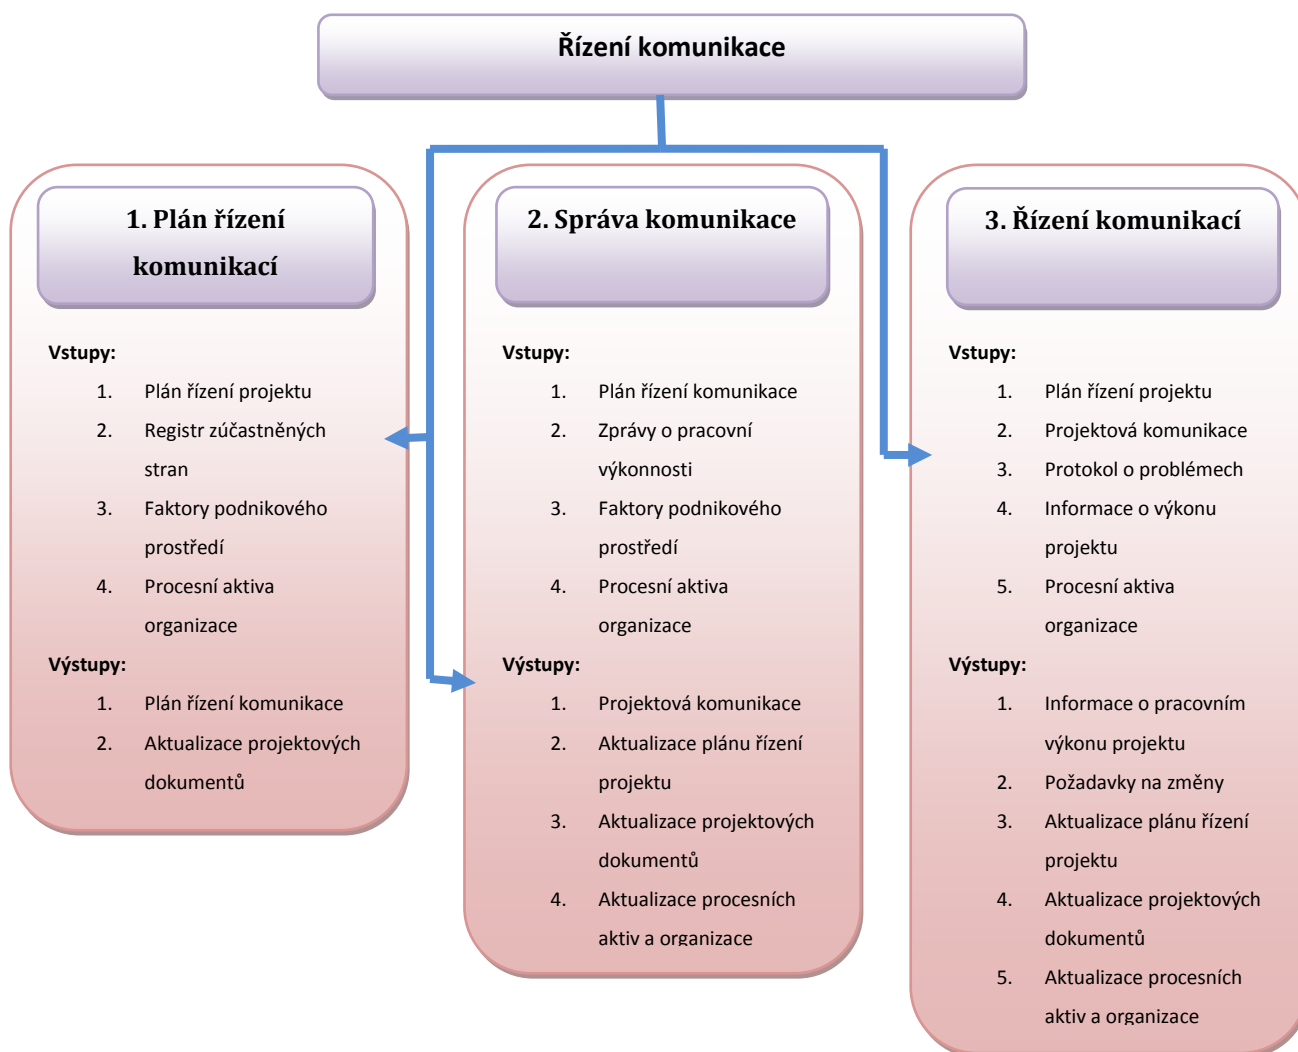 Řízení komunikace
1. Plán řízení
komunikací
Vstupy:
1. Plán řízení projektu
2. Registr zúčastněných
stran
3. Faktory podnikového
prostředí
4. Procesní aktiva
organizace
Výstupy:
1. Plán řízení komunikace
2. Aktualizace projektových
dokumentů
2. Správa komunikace
Vstupy:
1. Plán řízení komunikace
2. Zprávy o pracovní
výkonnosti
3. Faktory podnikového
prostředí
4. Procesní aktiva
organizace
Výstupy:
1. Projektová komunikace
2. Aktualizace plánu řízení
projektu
3. Aktualizace projektových
dokumentů
4. Aktualizace procesních
aktiv a organizace
3. Řízení komunikací
Vstupy:
1. Plán řízení projektu
2. Projektová komunikace
3. Protokol o problémech
4. Informace o výkonu
projektu
5. Procesní aktiva
organizace
Výstupy:
1. Informace o pracovním
výkonu projektu
2. Požadavky na změny
3. Aktualizace plánu řízení
projektu
4. Aktualizace projektových
dokumentů
5. Aktualizace procesních
aktiv a organizace